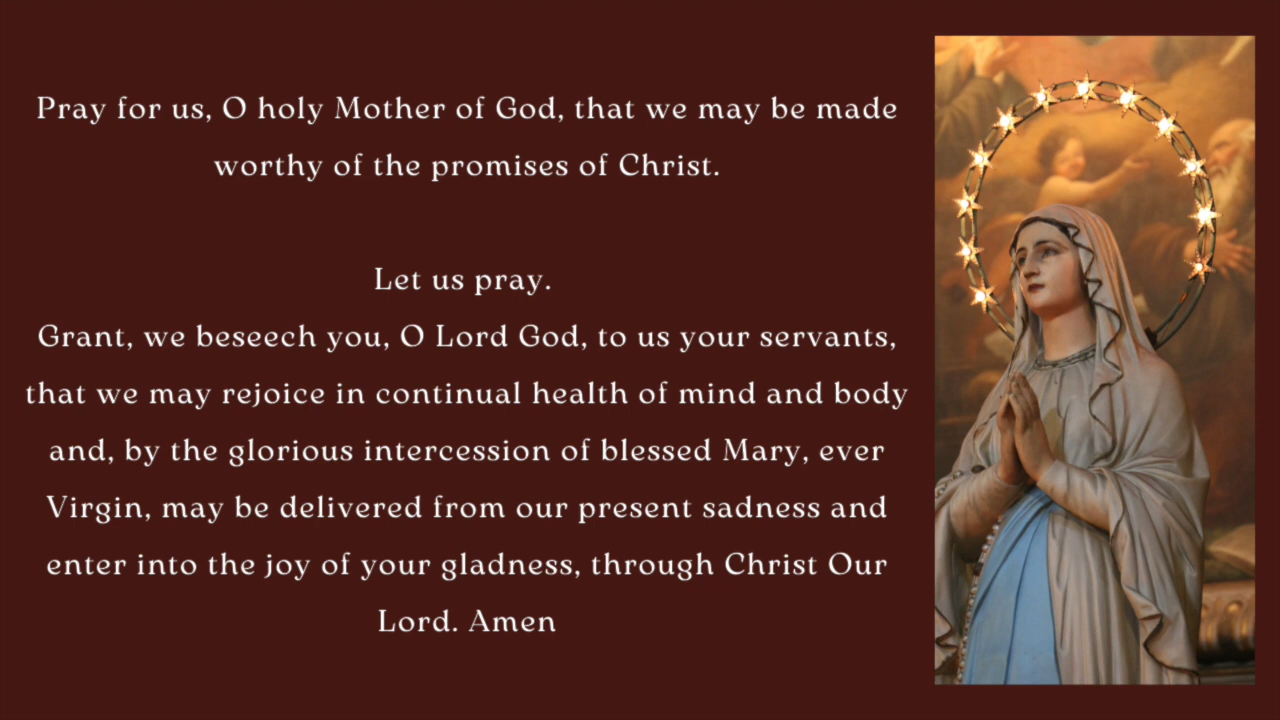 Pray for us, O holy Mother of God, that we may be made
worthy of the promises of Christ.
Let us pray.
Grant, we beseech you, O Lord God, to us your servants,
that we may rejoice in continual health of mind and body
and, by the glorious intercession of blessed Mary, ever
Virgin, may be delivered from our present sadness and
enter into the joy of your gladness, through Christ Our
Lord. Amen